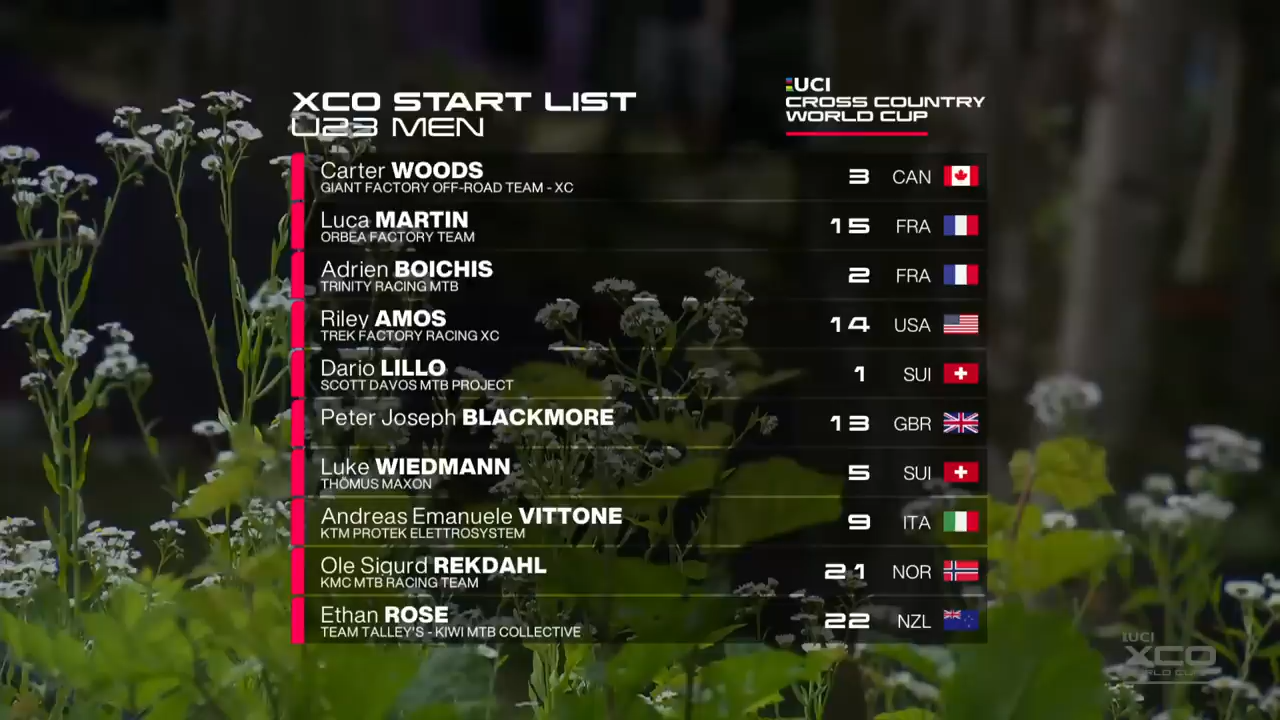 XCO START LIST
U23 MEN
UCI
CROSS COUNTRY
WORLD CUP
Carter WOODS
GIANT FACTORY OFF-ROAD TEAM - XC
3 CAN
Luca MARTIN
ORBEA FACTORY TEAM
15 FRA
Adrien BOICHIS
TRINITY RACING MTB
2 FRA
Riley AMOS
TREK FACTORY RACING XC
14 USA
Dario LILLO
SCOTT DAVOS MTB PROJECT
1 SUI
Peter Joseph BLACKMORE
13 GBR
Luke WIEDMANN
THÖMUS MAXON
5 SUI
Andreas Emanuele VITTONE
KTM PROTEK ELETTROSYSTEM
9 ITA
Ole Sigurd REKDAHL
KMC MTB RACING TEAM
21 NOR
Ethan ROSE
TEAM TALLEY'S - KIWI MTB COLLECTIVE
22 NZL
UCI
XCO
WORLD CUP